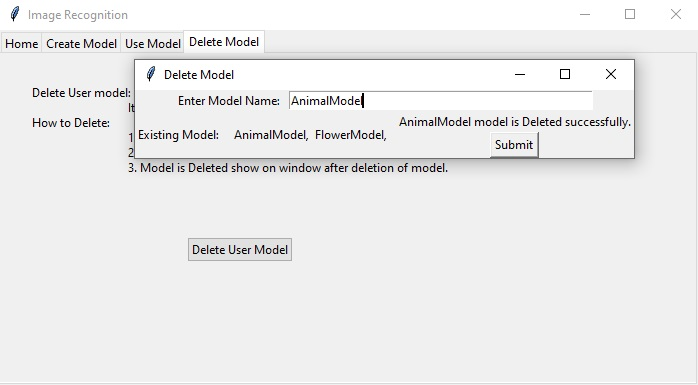 Image Recognition
Home Create Model Use Model Delete Model
Delete Model
Delete User model:
Enter Model Name: AnimalModel
It
How to Delete:
AnimalModel model is Deleted successfully.
Existing Model: AnimalModel, FlowerModel,
1
Submit
2
3. Model is Deleted show on window after deletion of model.
Delete User Model